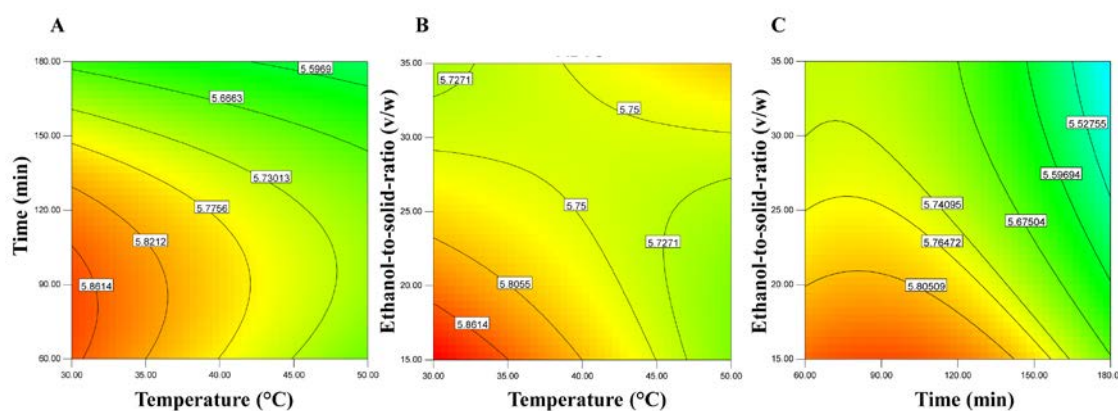 A
180.00
150.00
120.00
90.00
60.00
Time (min)
5.5969
5.6663
5.73013
5.7756
5.8212
5.8614
30.00 35.00 40.00 45.00 50.00
Temperature (°C)
B
35.00
30.00
25.00
20.00
15.00
Ethanol-to-solid-ratio (v/w)
5.7271
5.75
5.75
5.7271
5.8055
5.8614
30.00 35.00 40.00 45.00 50.00
Temperature (°C)
C
35.00
30.00
25.00
20.00
15.00
Ethanol-to-solid-ratio (v/w)
5.52755
5.59694
5.67504
5.74095
5.76472
5.80509
60.00 90.00 120.00 150.00 180.00
Time (min)